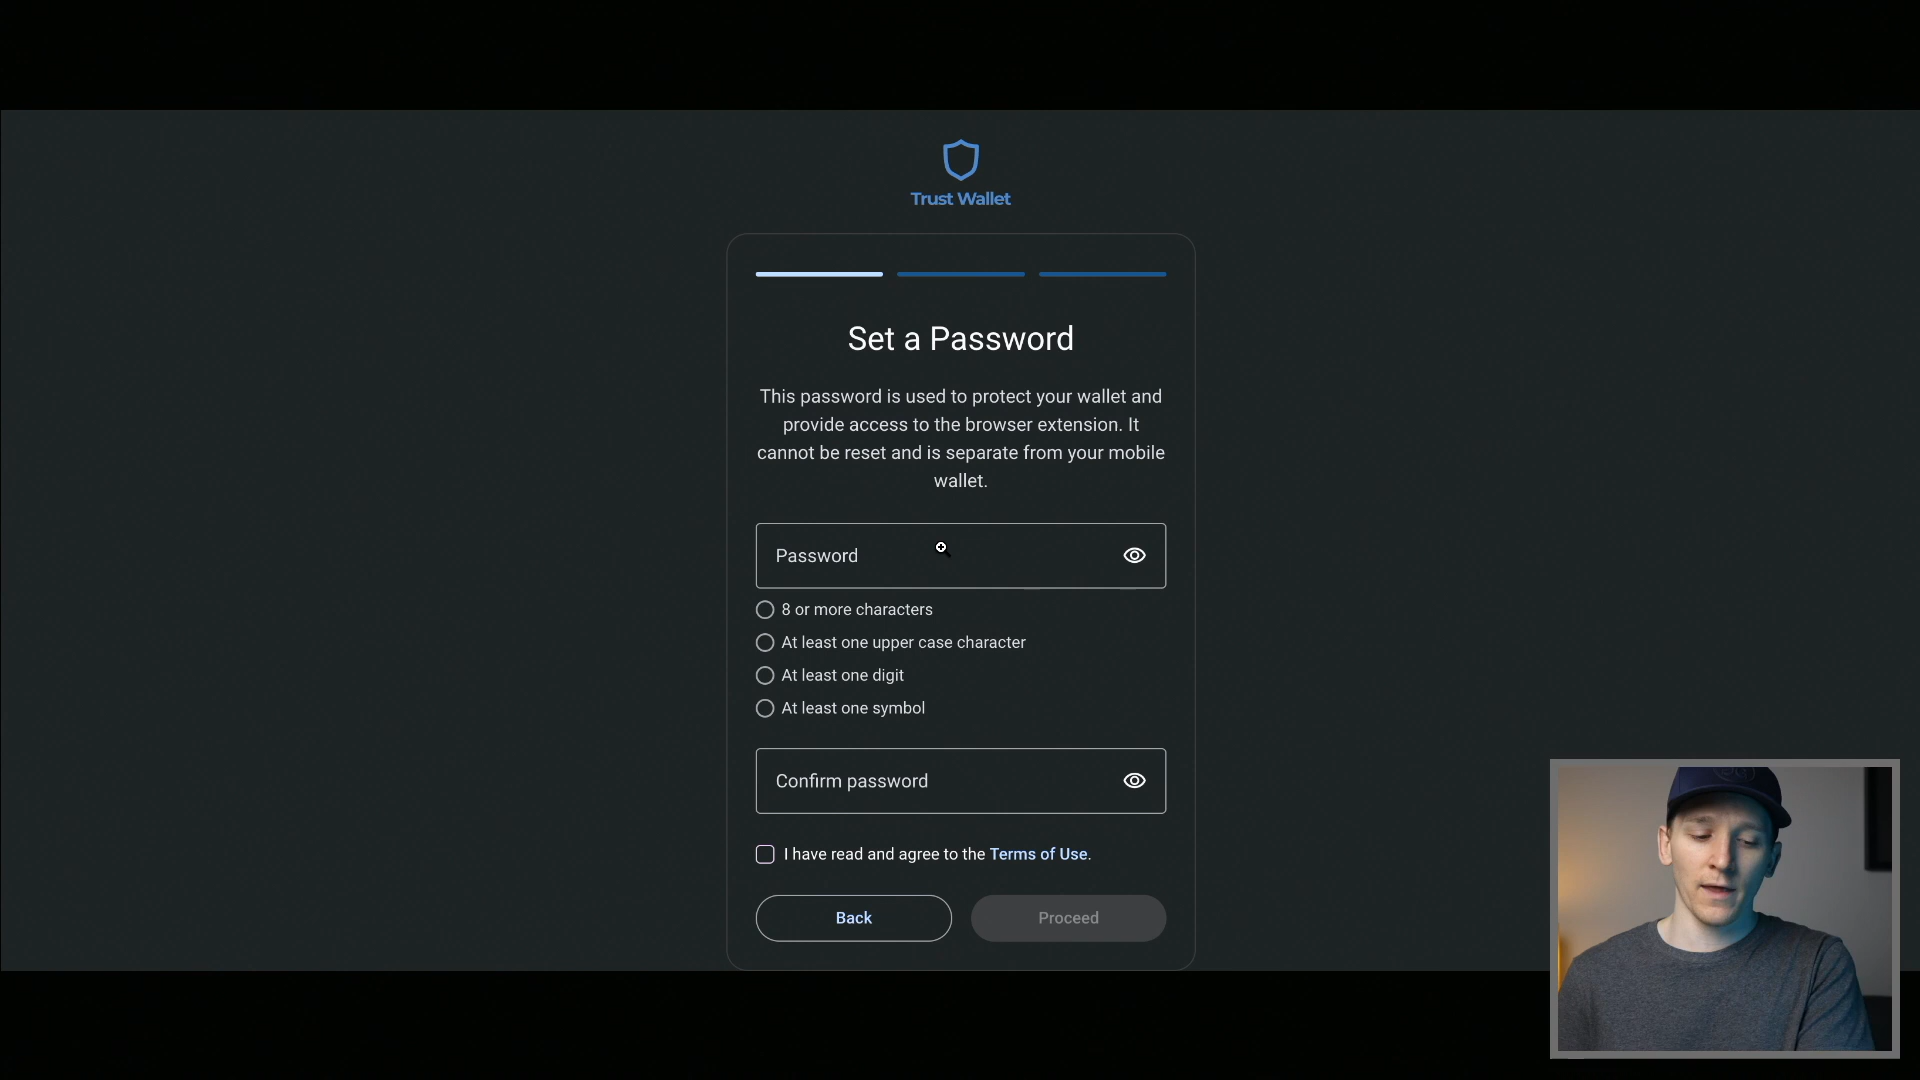 Trust Wallet
Set a Password
This password is used to protect your wallet and
provide access to the browser extension. It
cannot be reset and is separate from your mobile
wallet.
Password
8 or more characters
At least one upper case character
At least one digit
At least one symbol
Confirm password
I have read and agree to the Terms of Use.
Back
Proceed